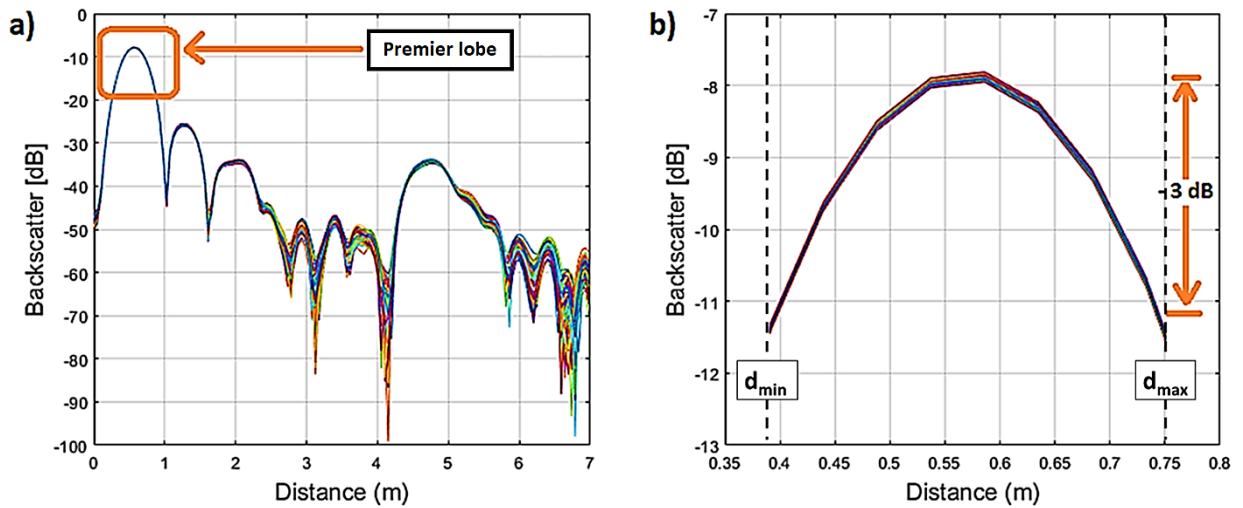 a)
Premier lobe
Backscatter [dB]
0
-10
-20
-30
-40
-50
-60
-70
-80
-90
-100
0 1 2 3 4 5 6 7
Distance (m)
b)
Backscatter [dB]
-7
-8
-9
-10
-11
-12
-13
-3 dB
dmin
dmax
0.35 0.4 0.45 0.5 0.55 0.6 0.65 0.7 0.75 0.8
Distance (m)